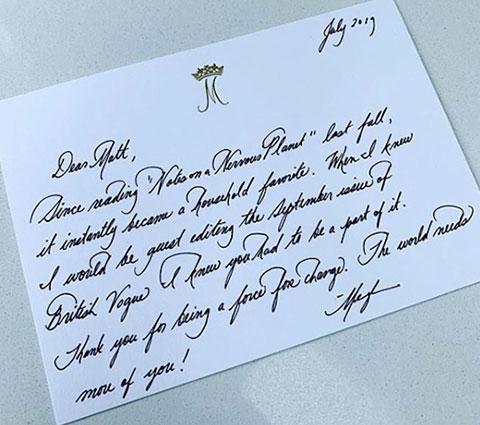 July 2019
M
Dear Matt,
Since reading "Notes on a Nervous Planet" last fall,
it instantly became a household favorite. When I knew
I would be guest editing the September issue of
British Vogue I knew you had to be a part of it.
Thank you for being a force for change. The world needs
more of you!